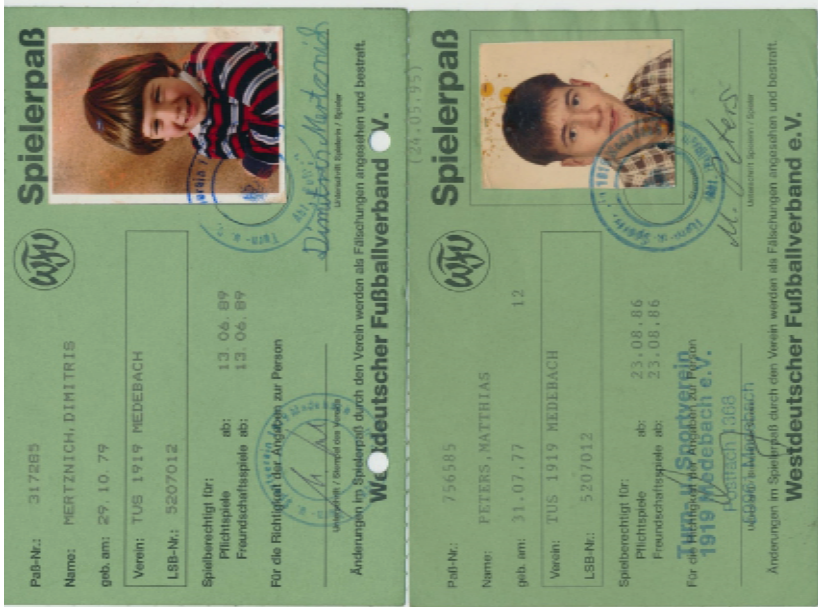 Spielerpaß
Paß-Nr.: 317285
Name: MERTZNICH, DIMITRIS
geb. am: 29.10.79
Verein: TUS 1919 MEDEBACH
LSB-Nr.: 5207012
Spielberechtigt für:
Pflichtspiele ab: 13.06.89
Freundschaftsspiele ab: 13.06.89
Für die Richtigkeit der Angaben zur Person
Unterschrift / Stempel des Vereins
Dimitris Mertznich
Unterschrift Spielerin / Spieler
Änderungen im Spielerpaß durch den Verein werden als Fälschungen angesehen und bestraft.
Westdeutscher Fußballverband e.V.
(24.05.95)
Spielerpaß
Paß-Nr.: 756585
Name: PETERS, MATTHIAS 12
geb. am: 31.07.77
Verein: TUS 1919 MEDEBACH
LSB-Nr.: 5207012
Spielberechtigt für:
Pflichtspiele ab: 23.08.86
Freundschaftsspiele ab: 23.08.86
Für die Richtigkeit der Angaben zur Person
Turn- u. Sportverein
1919 Medebach e.V.
Postfach 1308
Medebach
M. Peters
Unterschrift Spielerin / Spieler
Änderungen im Spielerpaß durch den Verein werden als Fälschungen angesehen und bestraft.
Westdeutscher Fußballverband e.V.